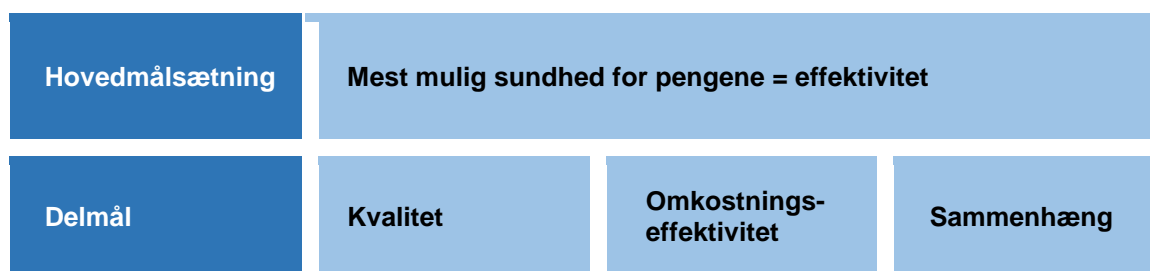 Hovedmålsætning
Mest mulig sundhed for pengene = effektivitet
Delmål
Kvalitet
Omkostnings-
effektivitet
Sammenhæng